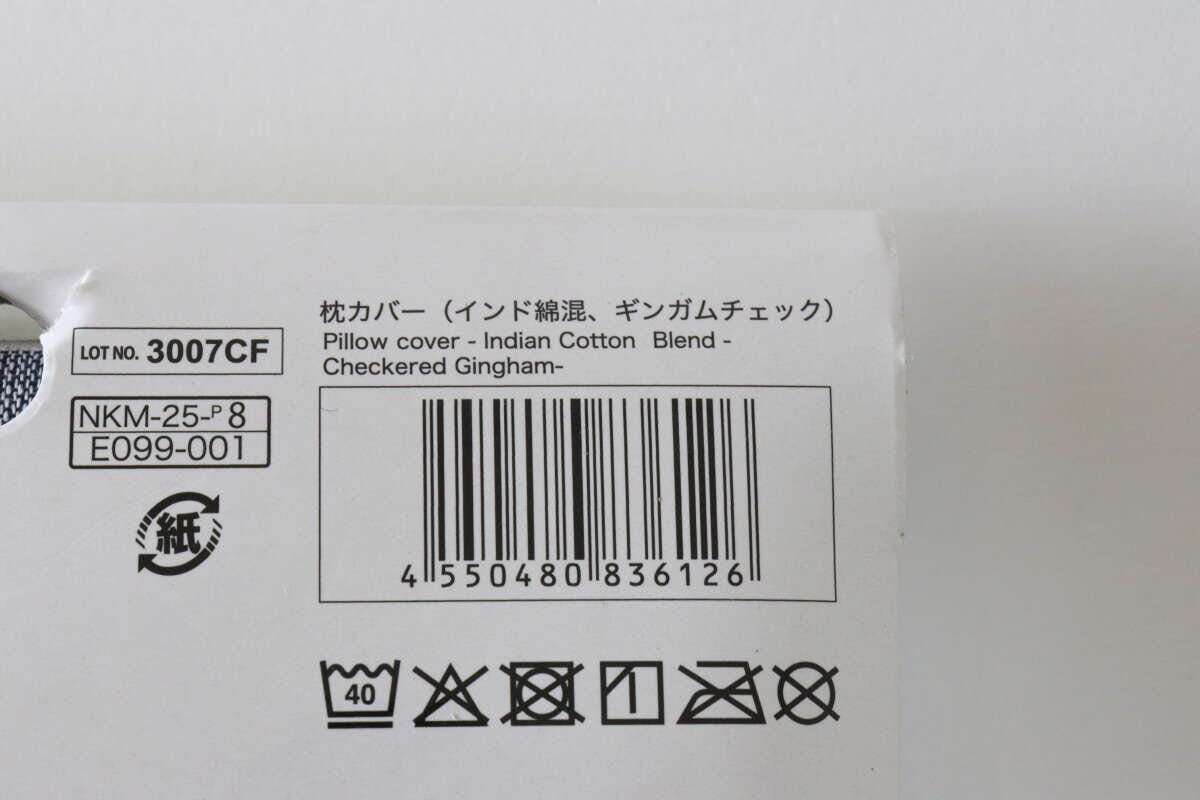 枕カバー（インド綿混、ギンガムチェック）
Pillow cover - Indian Cotton Blend -
Checkered Gingham-
LOT NO. 3007CF
NKM-25-P 8
E099-001
紙
4 550480 836126
40